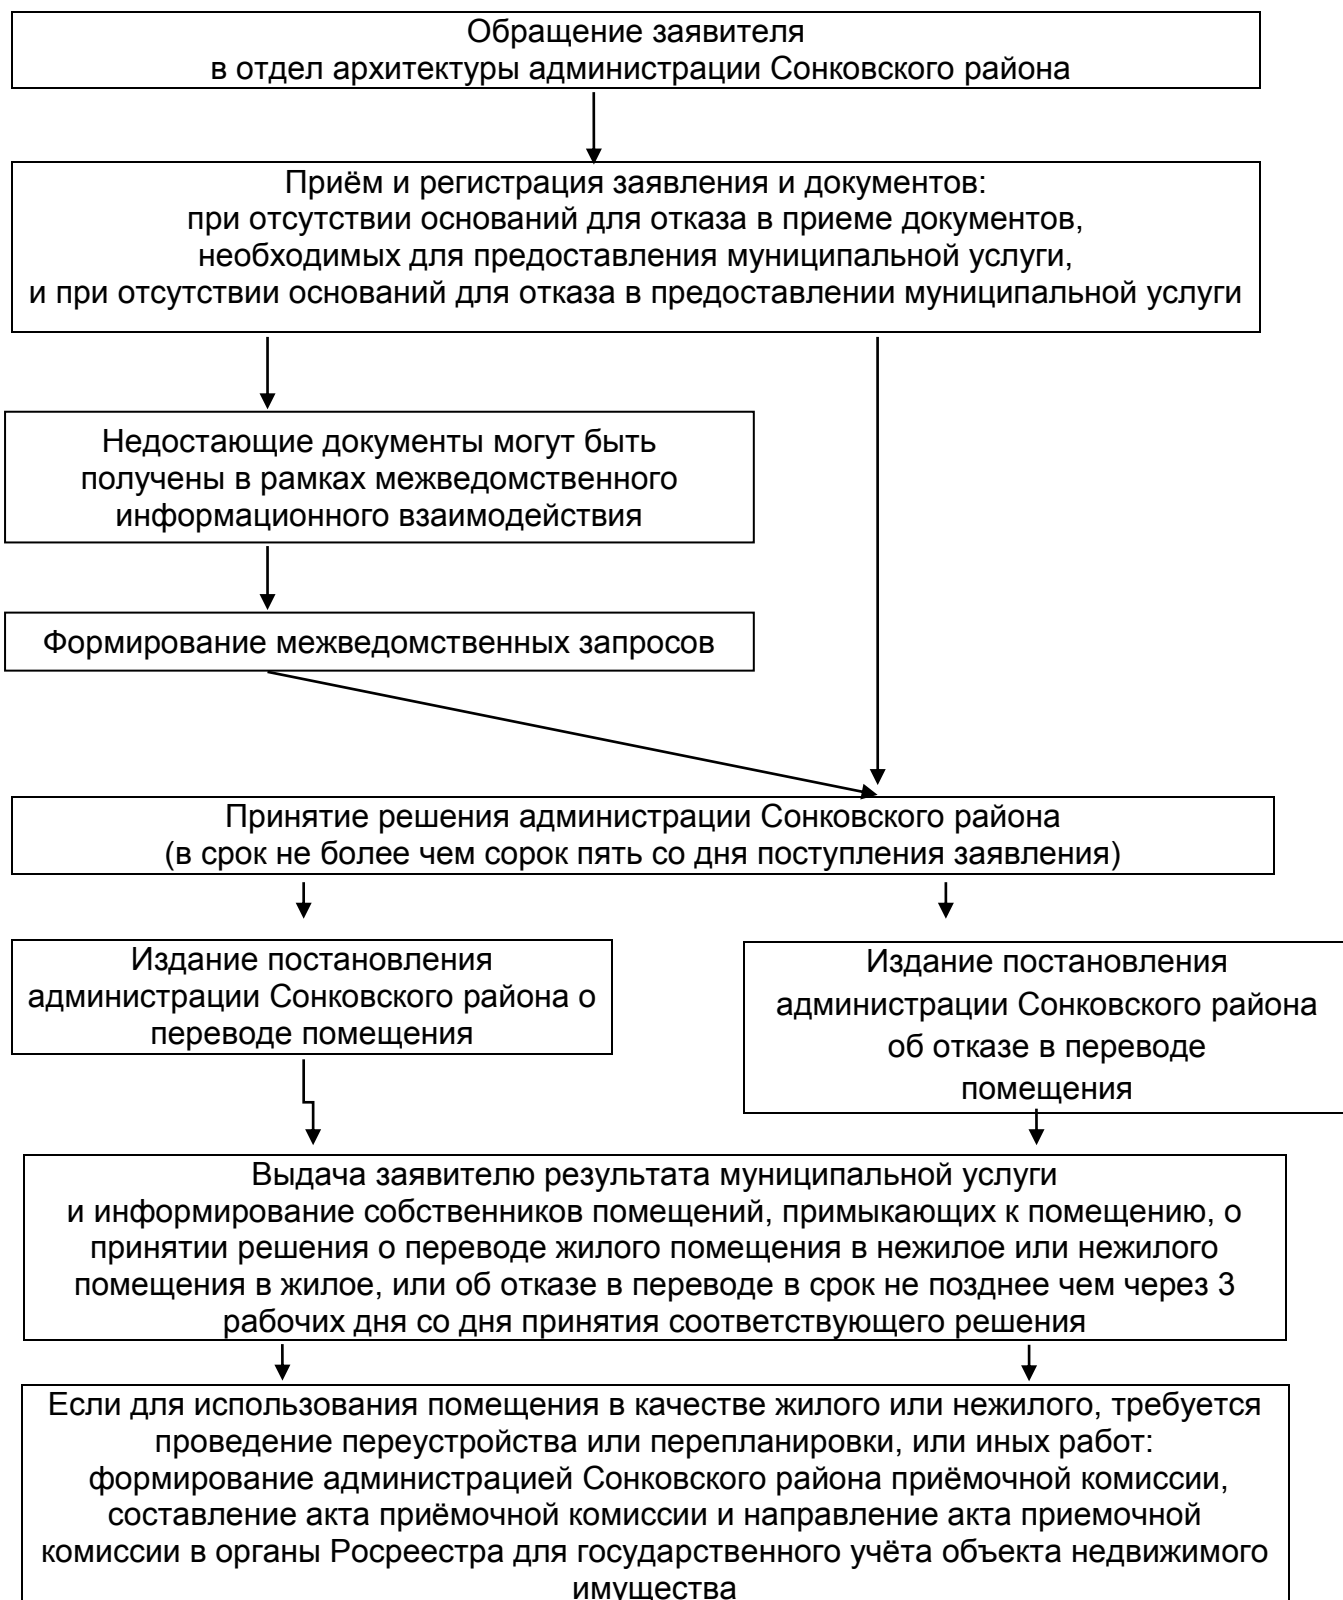 Обращение заявителя
в отдел архитектуры администрации Сонковского района
Приём и регистрация заявления и документов:
при отсутствии оснований для отказа в приеме документов,
необходимых для предоставления муниципальной услуги,
и при отсутствии оснований для отказа в предоставлении муниципальной услуги
Недостающие документы могут быть
получены в рамках межведомственного
информационного взаимодействия
Формирование межведомственных запросов
Принятие решения администрации Сонковского района
(в срок не более чем сорок пять со дня поступления заявления)
Издание постановления
администрации Сонковского района о
переводе помещения
Издание постановления
администрации Сонковского района
об отказе в переводе
помещения
Выдача заявителю результата муниципальной услуги
и информирование собственников помещений, примыкающих к помещению, о
принятии решения о переводе жилого помещения в нежилое или нежилого
помещения в жилое, или об отказе в переводе в срок не позднее чем через 3
рабочих дня со дня принятия соответствующего решения
Если для использования помещения в качестве жилого или нежилого, требуется
проведение переустройства или перепланировки, или иных работ:
формирование администрацией Сонковского района приёмочной комиссии,
составление акта приёмочной комиссии и направление акта приемочной
комиссии в органы Росреестра для государственного учёта объекта недвижимого
имущества